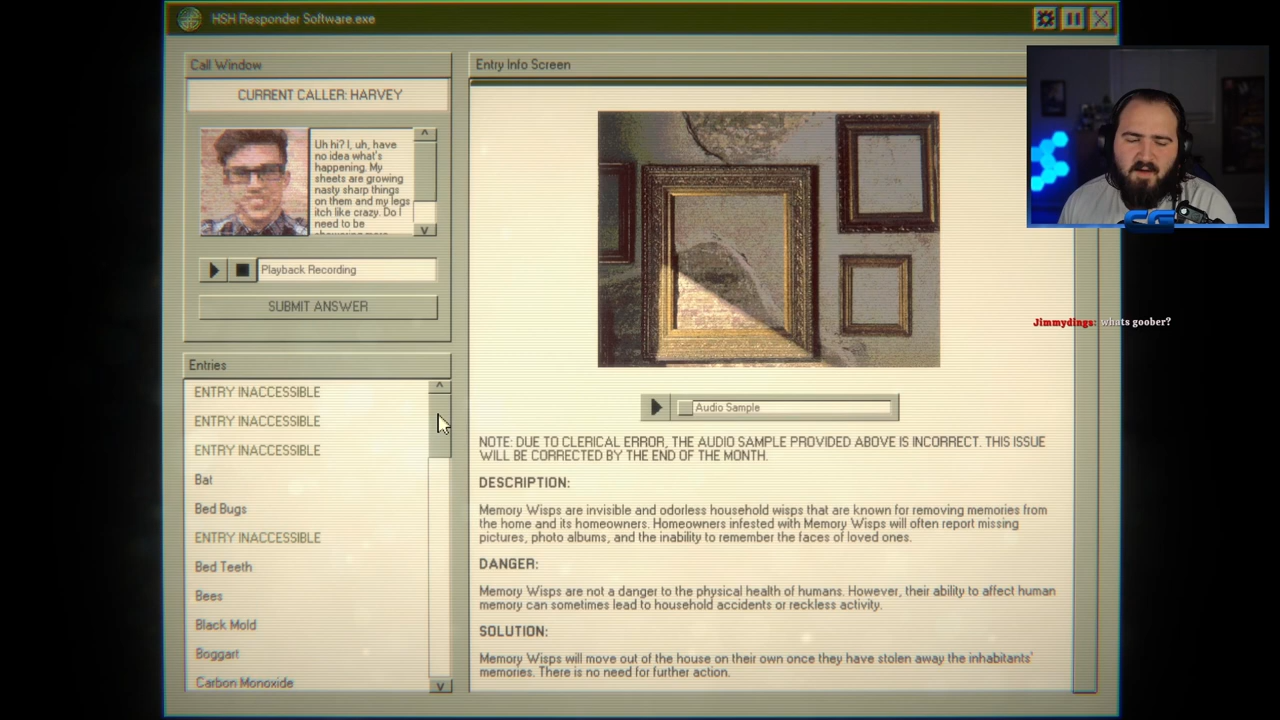 HSH Responder Software.exe
Call Window
CURRENT CALLER: HARVEY
Uh hi? I, uh, have
no idea what's
happening. My
sheets are growing
nasty sharp things
on them and my legs
itch like crazy. Do I
need to be
Playback Recording
SUBMIT ANSWER
Entries
ENTRY INACCESSIBLE
ENTRY INACCESSIBLE
ENTRY INACCESSIBLE
Bat
Bed Bugs
ENTRY INACCESSIBLE
Bed Teeth
Bees
Black Mold
Boggart
Carbon Monoxide
Entry Info Screen
Audio Sample
NOTE: DUE TO CLERICAL ERROR, THE AUDIO SAMPLE PROVIDED ABOVE IS INCORRECT. THIS ISSUE
WILL BE CORRECTED BY THE END OF THE MONTH.
DESCRIPTION:
Memory Wisps are invisible and odorless household wisps that are known for removing memories from
the home and its homeowners. Homeowners infested with Memory Wisps will often report missing
pictures, photo albums, and the inability to remember the faces of loved ones.
DANGER:
Memory Wisps are not a danger to the physical health of humans. However, their ability to affect human
memory can sometimes lead to household accidents or reckless activity.
SOLUTION:
Memory Wisps will move out of the house on their own once they have stolen away the inhabitants'
memories. There is no need for further action.
Jimmydings: whats goober?